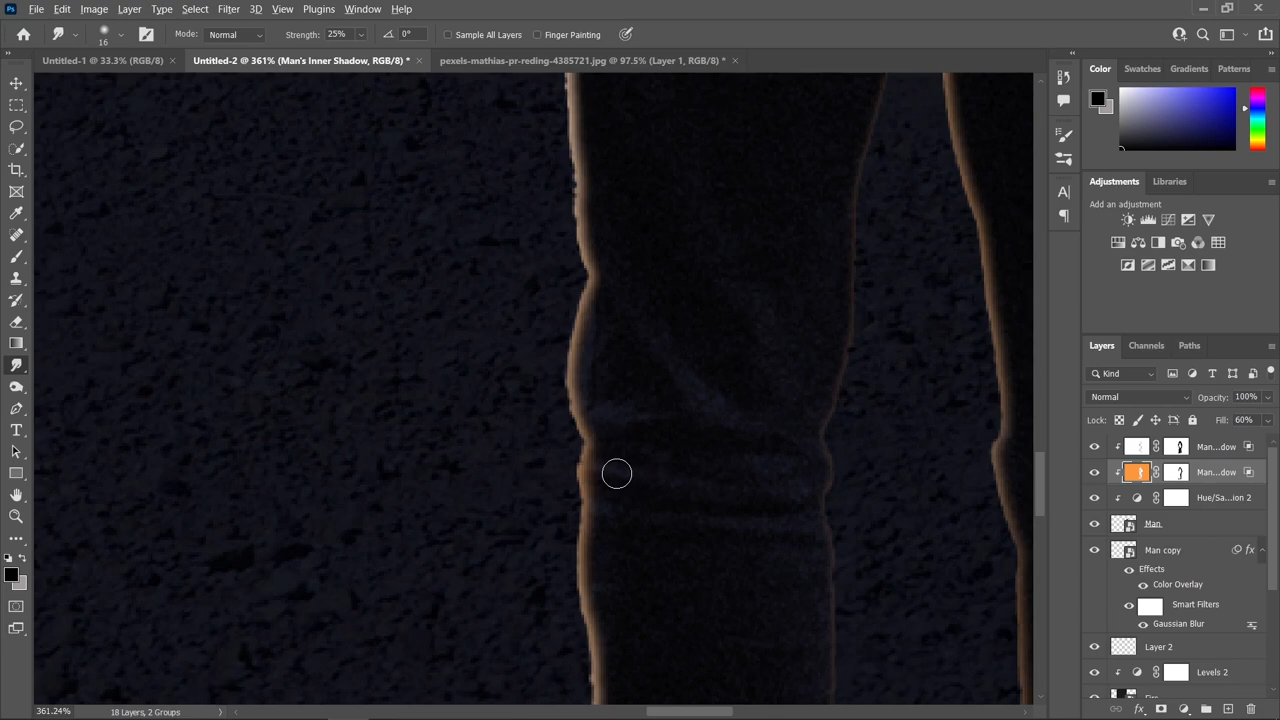 Ps File Edit Image Layer Type Select Filter 3D View Plugins Window Help
16 Mode: Normal Strength: 25% 0° Sample All Layers Finger Painting
Untitled-1 @ 33.3% (RGB/8) × Untitled-2 @ 361% (Man's Inner Shadow, RGB/8) * × pexels-mathias-pr-reding-4385721.jpg @ 97.5% (Layer 1, RGB/8) * ×
Color Swatches Gradients Patterns
Adjustments Libraries
Add an adjustment
Layers Channels Paths
Kind
Normal Opacity: 100%
Lock: Fill: 60%
Man...dow
Man...dow
Hue/Sa...ion 2
Man
Man copy fx
Effects
Color Overlay
Smart Filters
Gaussian Blur
Layer 2
Levels 2
361.24% 18 Layers, 2 Groups